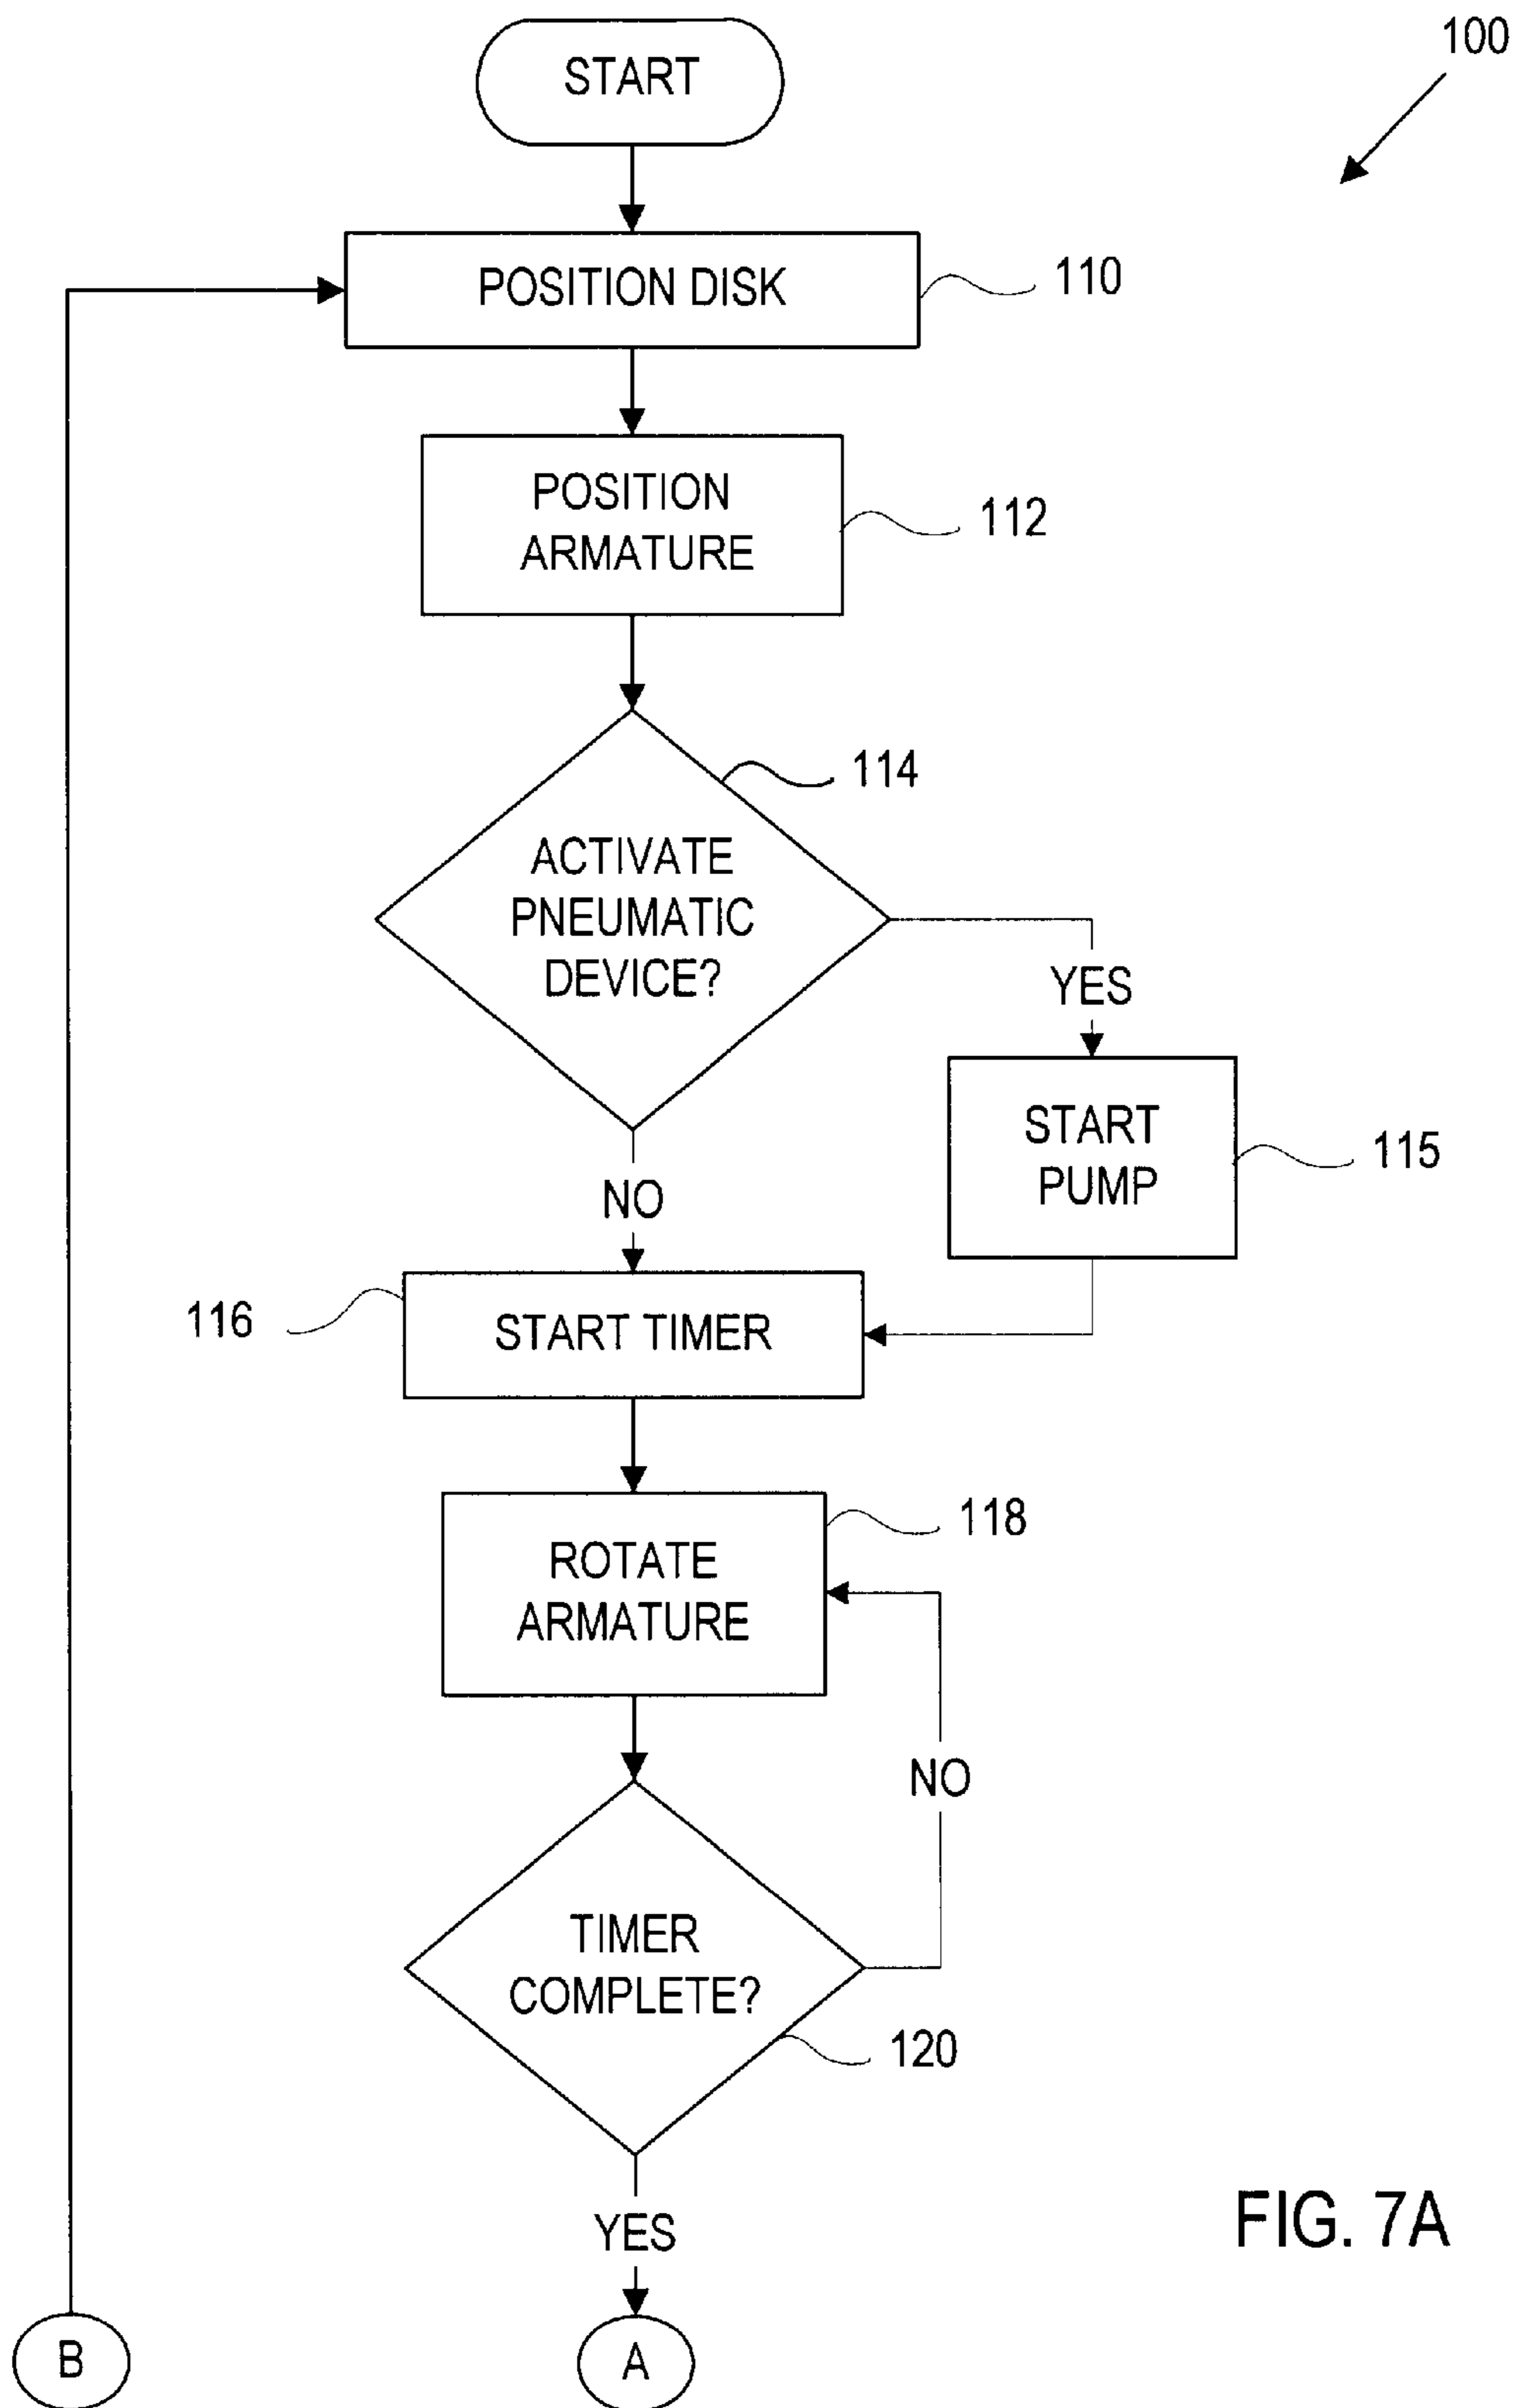 100
START
POSITION DISK
110
POSITION
ARMATURE
112
114
ACTIVATE
PNEUMATIC
DEVICE?
YES
START
PUMP
115
NO
116
START TIMER
118
ROTATE
ARMATURE
NO
TIMER
COMPLETE?
120
YES
FIG. 7A
B
A